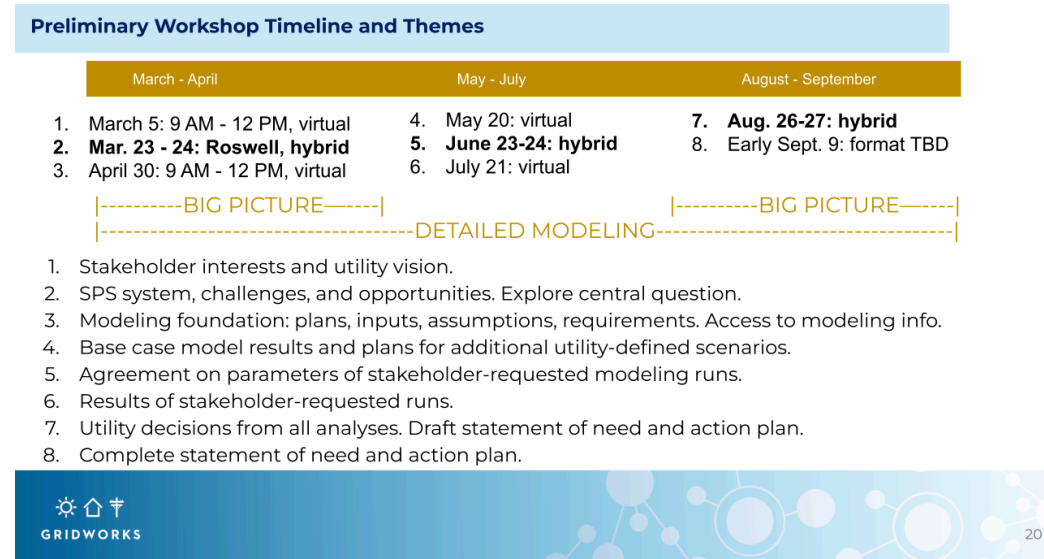 Preliminary Workshop Timeline and Themes
March - April
May - July
August - September
1. March 5: 9 AM - 12 PM, virtual
2. Mar. 23 - 24: Roswell, hybrid
3. April 30: 9 AM - 12 PM, virtual
4. May 20: virtual
5. June 23-24: hybrid
6. July 21: virtual
7. Aug. 26-27: hybrid
8. Early Sept. 9: format TBD
|----------BIG PICTURE—----|
|----------BIG PICTURE—----|
|--------------------------------------DETAILED MODELING------------------------------------|
1. Stakeholder interests and utility vision.
2. SPS system, challenges, and opportunities. Explore central question.
3. Modeling foundation: plans, inputs, assumptions, requirements. Access to modeling info.
4. Base case model results and plans for additional utility-defined scenarios.
5. Agreement on parameters of stakeholder-requested modeling runs.
6. Results of stakeholder-requested runs.
7. Utility decisions from all analyses. Draft statement of need and action plan.
8. Complete statement of need and action plan.
GRIDWORKS
20